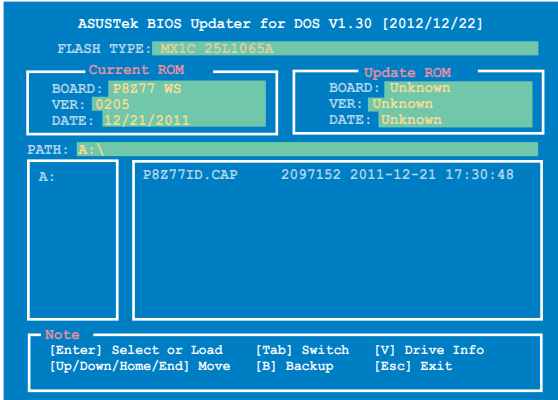 ASUSTek BIOS Updater for DOS V1.30 [2012/12/22]
FLASH TYPE: MX1C 25L1065A
Current ROM
BOARD: P8Z77 WS
VER: 0205
DATE: 12/21/2011
Update ROM
BOARD: Unknown
VER: Unknown
DATE: Unknown
PATH: A:\
A:
P8Z77ID.CAP 2097152 2011-12-21 17:30:48
Note
[Enter] Select or Load [Tab] Switch [V] Drive Info
[Up/Down/Home/End] Move [B] Backup [Esc] Exit